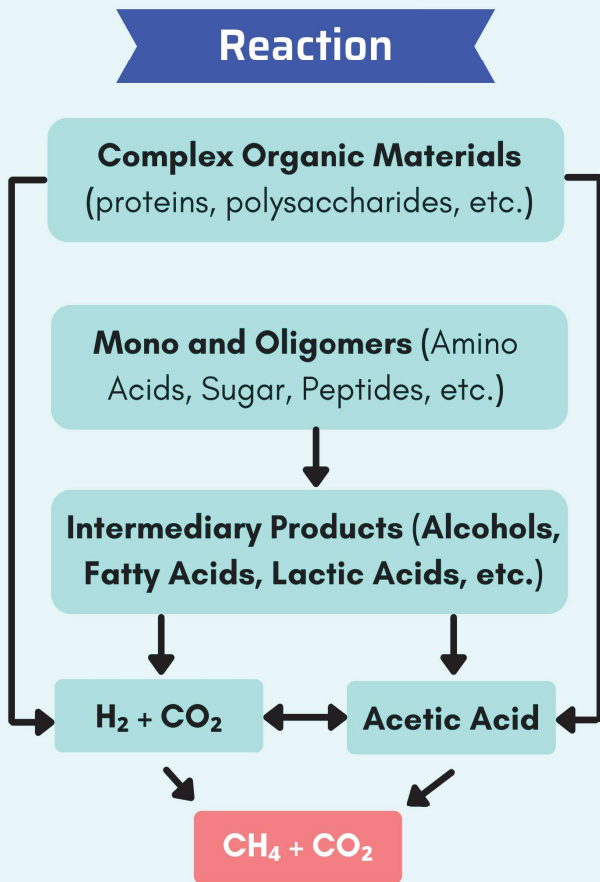 Reaction
Complex Organic Materials
(proteins, polysaccharides, etc.)
Mono and Oligomers (Amino
Acids, Sugar, Peptides, etc.)
Intermediary Products (Alcohols,
Fatty Acids, Lactic Acids, etc.)
H₂ + CO₂
Acetic Acid
CH₄ + CO₂